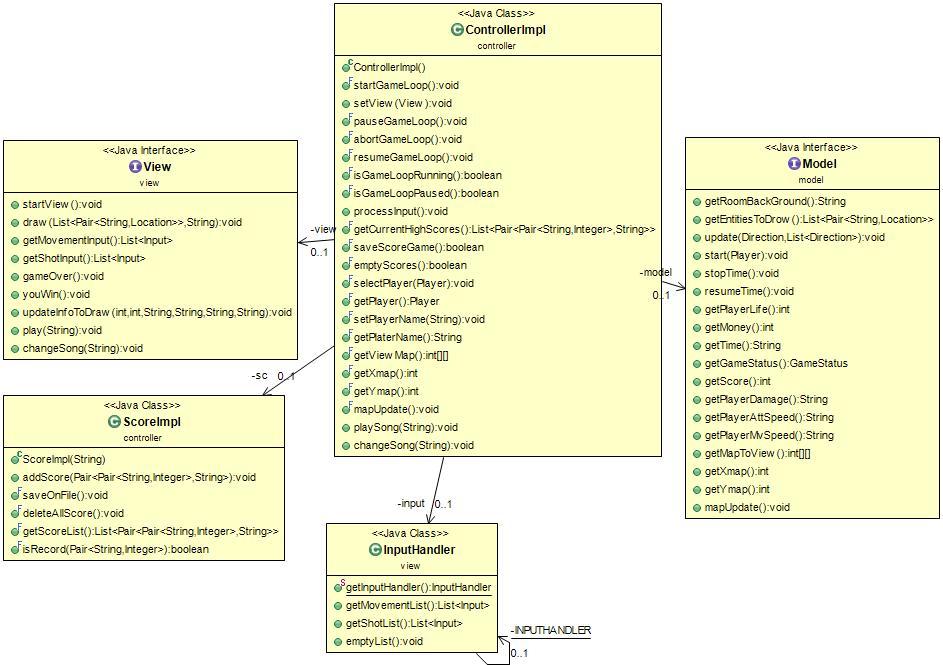 <<Java Class>>
ControllerImpl
controller
ControllerImpl()
startGameLoop():void
setView (View ):void
pauseGameLoop():void
abortGameLoop():void
resumeGameLoop():void
isGameLoopRunning():boolean
isGameLoopPaused():boolean
processInput():void
getCurrentHighScores():List<Pair<Pair<String,Integer>,String>>
saveScoreGame():boolean
emptyScores():boolean
selectPlayer(Player):void
getPlayer():Player
setPlayerName(String):void
getPlaterName():String
getView Map():int[][]
getXmap():int
getYmap():int
mapUpdate():void
playSong(String):void
changeSong(String):void
<<Java Interface>>
View
view
startView ():void
draw (List<Pair<String,Location>>,String):void
getMovementInput():List<Input>
getShotInput():List<Input>
gameOver():void
youWin():void
updateInfoToDraw (int,int,String,String,String,String):void
play(String):void
changeSong(String):void
-view
0..1
<<Java Interface>>
Model
model
getRoomBackGround():String
getEntitiesToDrow ():List<Pair<String,Location>>
update(Direction,List<Direction>):void
start(Player):void
stopTime():void
resumeTime():void
getPlayerLife():int
getMoney():int
getTime():String
getGameStatus():GameStatus
getScore():int
getPlayerDamage():String
getPlayerAttSpeed():String
getPlayerMvSpeed():String
getMapToView ():int[][]
getXmap():int
getYmap():int
mapUpdate():void
-model
0..1
-sc
0..1
<<Java Class>>
ScoreImpl
controller
ScoreImpl(String)
addScore(Pair<Pair<String,Integer>,String>):void
saveOnFile():void
deleteAllScore():void
getScoreList():List<Pair<Pair<String,Integer>,String>>
isRecord(Pair<String,Integer>):boolean
-input
0..1
<<Java Class>>
InputHandler
view
getInputHandler():InputHandler
getMovementList():List<Input>
getShotList():List<Input>
emptyList():void
-INPUTHANDLER
0..1